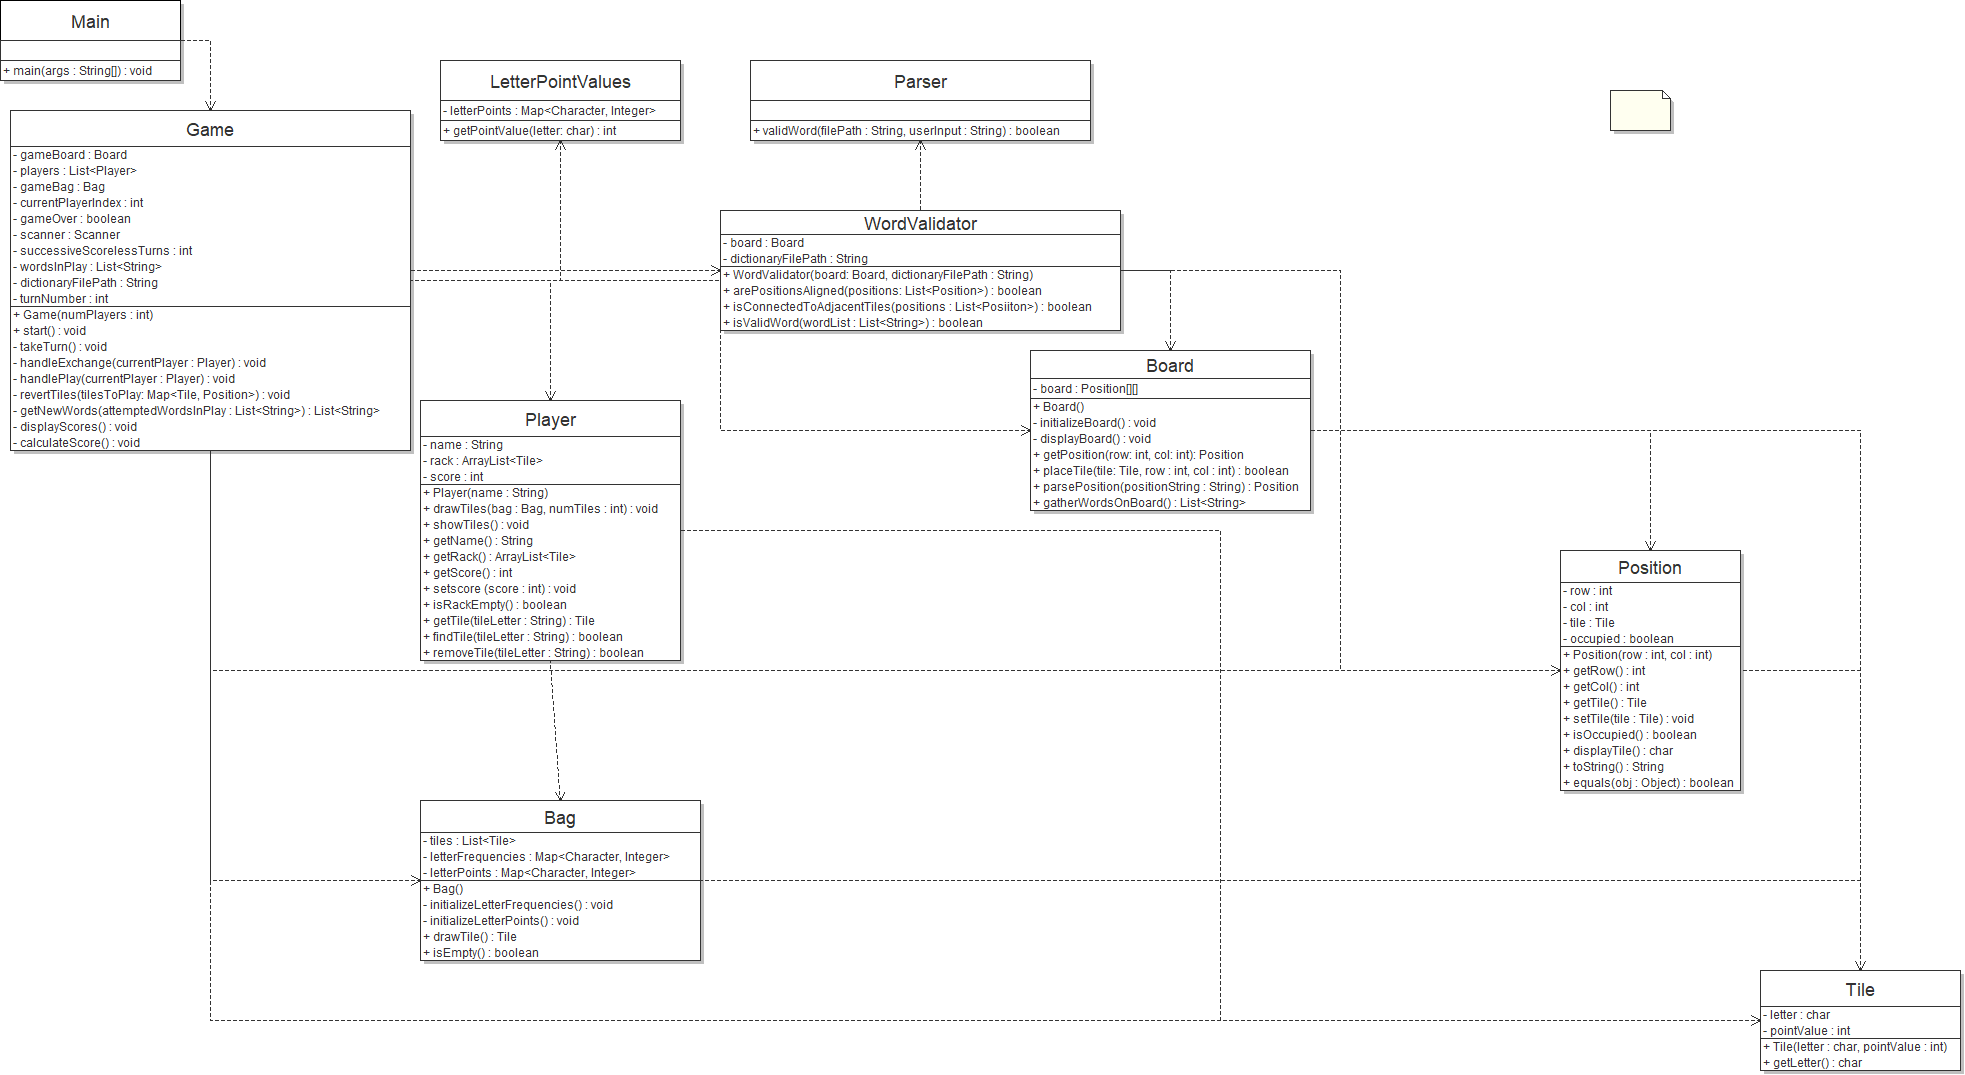 Main
+ main(args : String[]) : void
Game
- gameBoard : Board
- players : List<Player>
- gameBag : Bag
- currentPlayerIndex : int
- gameOver : boolean
- scanner : Scanner
- successiveScorelessTurns : int
- wordsInPlay : List<String>
- dictionaryFilePath : String
- turnNumber : int
+ Game(numPlayers : int)
+ start() : void
- takeTurn() : void
- handleExchange(currentPlayer : Player) : void
- handlePlay(currentPlayer : Player) : void
- revertTiles(tilesToPlay: Map<Tile, Position>) : void
- getNewWords(attemptedWordsInPlay : List<String>) : List<String>
- displayScores() : void
- calculateScore() : void
LetterPointValues
- letterPoints : Map<Character, Integer>
+ getPointValue(letter: char) : int
Parser
+ validWord(filePath : String, userInput : String) : boolean
WordValidator
- board : Board
- dictionaryFilePath : String
+ WordValidator(board: Board, dictionaryFilePath : String)
+ arePositionsAligned(positions: List<Position>) : boolean
+ isConnectedToAdjacentTiles(positions : List<Posiiton>) : boolean
+ isValidWord(wordList : List<String>) : boolean
Board
- board : Position[][]
+ Board()
- initializeBoard() : void
- displayBoard() : void
+ getPosition(row: int, col: int): Position
+ placeTile(tile: Tile, row : int, col : int) : boolean
+ parsePosition(positionString : String) : Position
+ gatherWordsOnBoard() : List<String>
Player
- name : String
- rack : ArrayList<Tile>
- score : int
+ Player(name : String)
+ drawTiles(bag : Bag, numTiles : int) : void
+ showTiles() : void
+ getName() : String
+ getRack() : ArrayList<Tile>
+ getScore() : int
+ setscore (score : int) : void
+ isRackEmpty() : boolean
+ getTile(tileLetter : String) : Tile
+ findTile(tileLetter : String) : boolean
+ removeTile(tileLetter : String) : boolean
Position
- row : int
- col : int
- tile : Tile
- occupied : boolean
+ Position(row : int, col : int)
+ getRow() : int
+ getCol() : int
+ getTile() : Tile
+ setTile(tile : Tile) : void
+ isOccupied() : boolean
+ displayTile() : char
+ toString() : String
+ equals(obj : Object) : boolean
Bag
- tiles : List<Tile>
- letterFrequencies : Map<Character, Integer>
- letterPoints : Map<Character, Integer>
+ Bag()
- initializeLetterFrequencies() : void
- initializeLetterPoints() : void
+ drawTile() : Tile
+ isEmpty() : boolean
Tile
- letter : char
- pointValue : int
+ Tile(letter : char, pointValue : int)
+ getLetter() : char